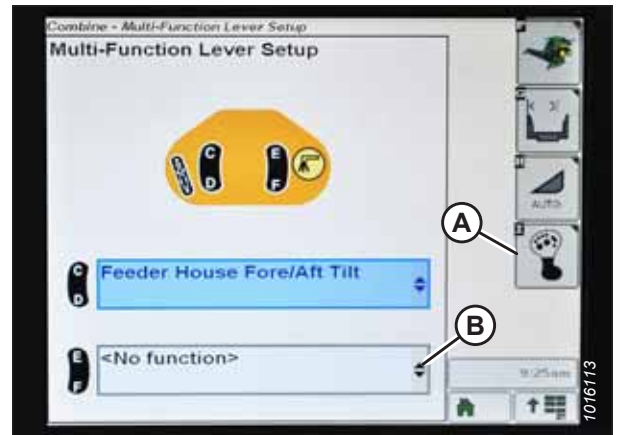 Combine - Multi-Function Lever Setup
Multi-Function Lever Setup
C
D
E
F
AUTO
A
C
D
Feeder House Fore/Aft Tilt
B
E
F
<No function>
9:25am
1016113